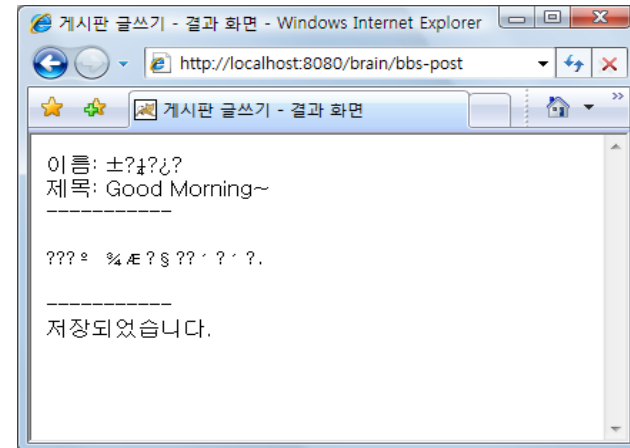 게시판 글쓰기 - 결과 화면 - Windows Internet Explorer
http://localhost:8080/brain/bbs-post
게시판 글쓰기 - 결과 화면
이름: ±?‡?¿?
제목: Good Morning~
-----------
???º ¾Æ?§??´?´?.
-----------
저장되었습니다.